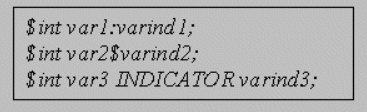 $int var1:varind1;
$int var2$varind2;
$int var3 INDICATOR varind3;